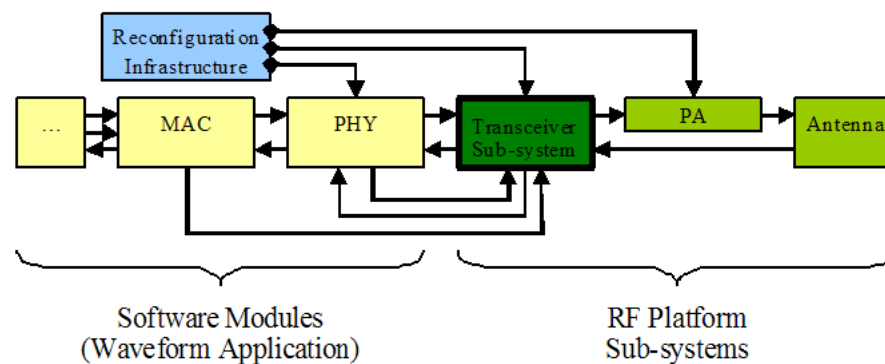 Reconfiguration
Infrastructure
...
MAC
PHY
Transceiver
Sub-system
PA
Antenna
Software Modules
(Waveform Application)
RF Platform
Sub-systems